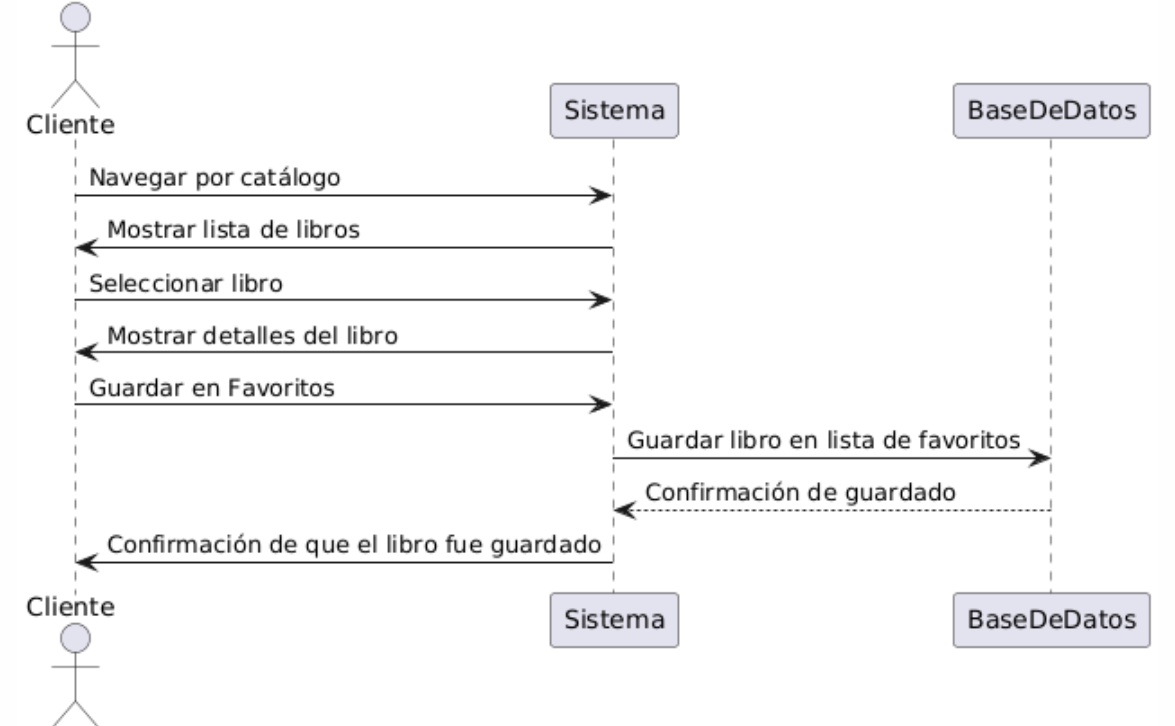 Cliente
Sistema
BaseDeDatos
Navegar por catálogo
Mostrar lista de libros
Seleccionar libro
Mostrar detalles del libro
Guardar en Favoritos
Guardar libro en lista de favoritos
Confirmación de guardado
Confirmación de que el libro fue guardado
Cliente
Sistema
BaseDeDatos